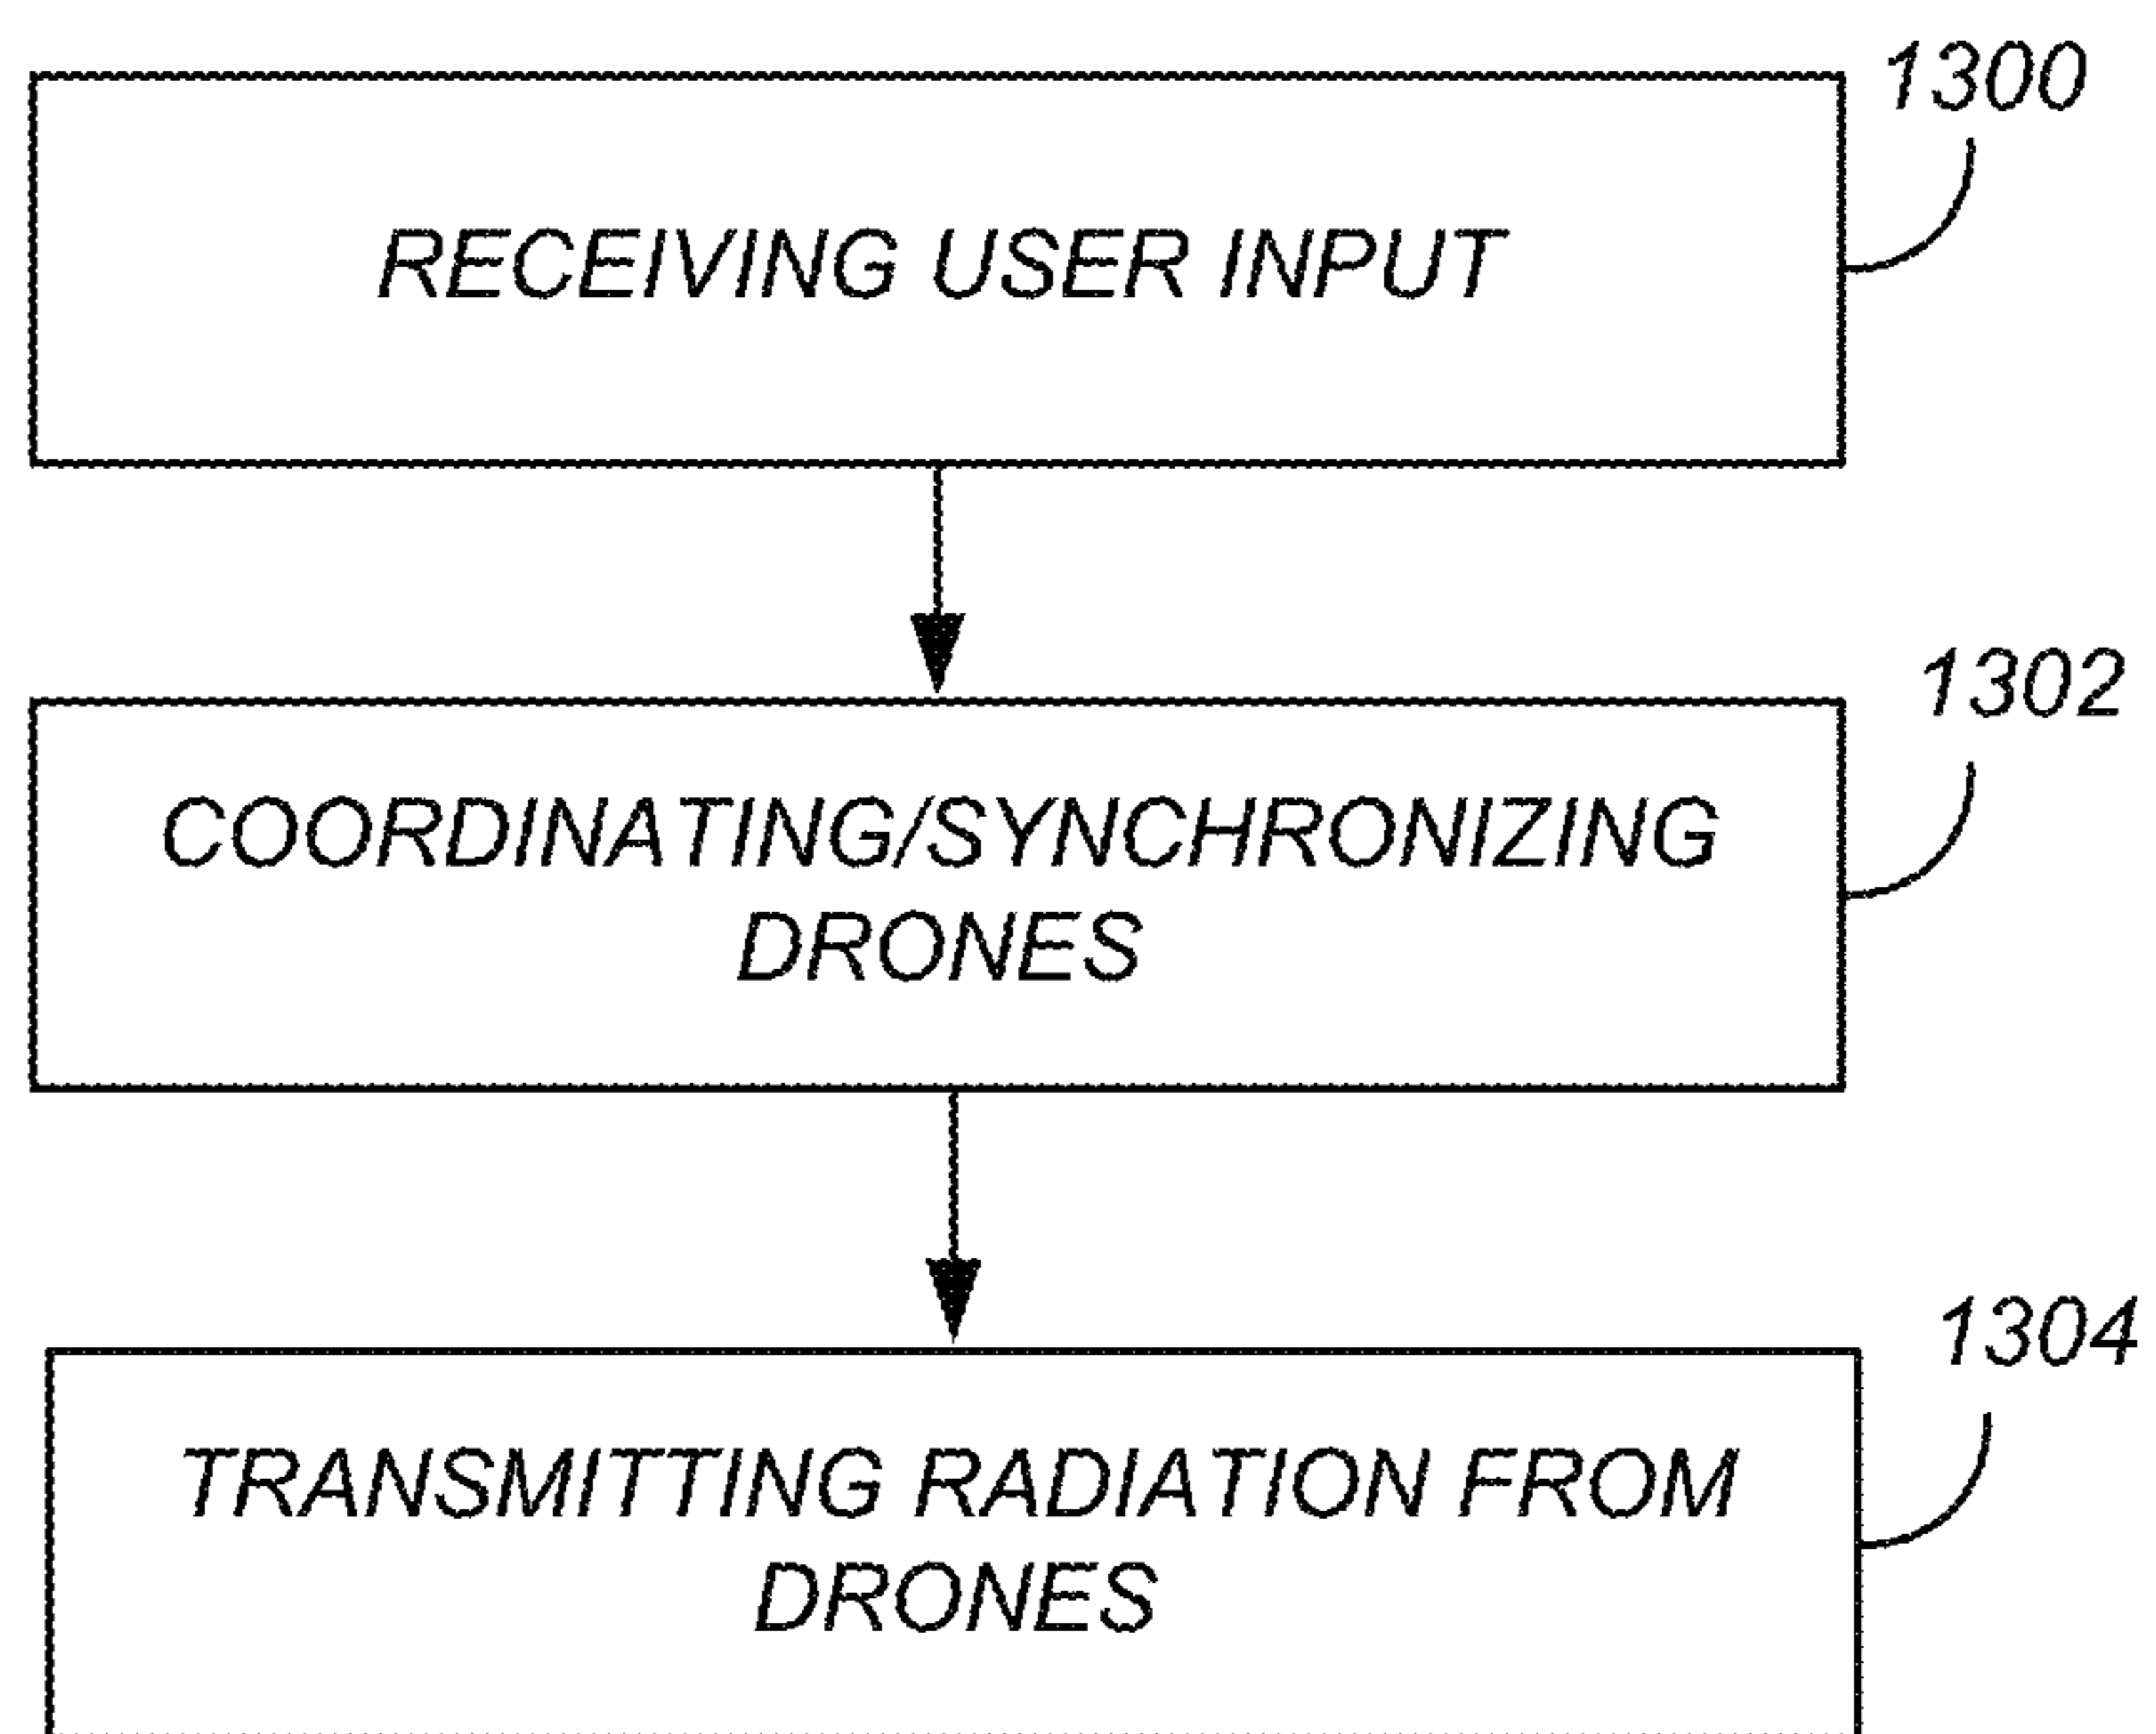 1300
RECEIVING USER INPUT
1302
COORDINATING/SYNCHRONIZING
DRONES
1304
TRANSMITTING RADIATION FROM
DRONES